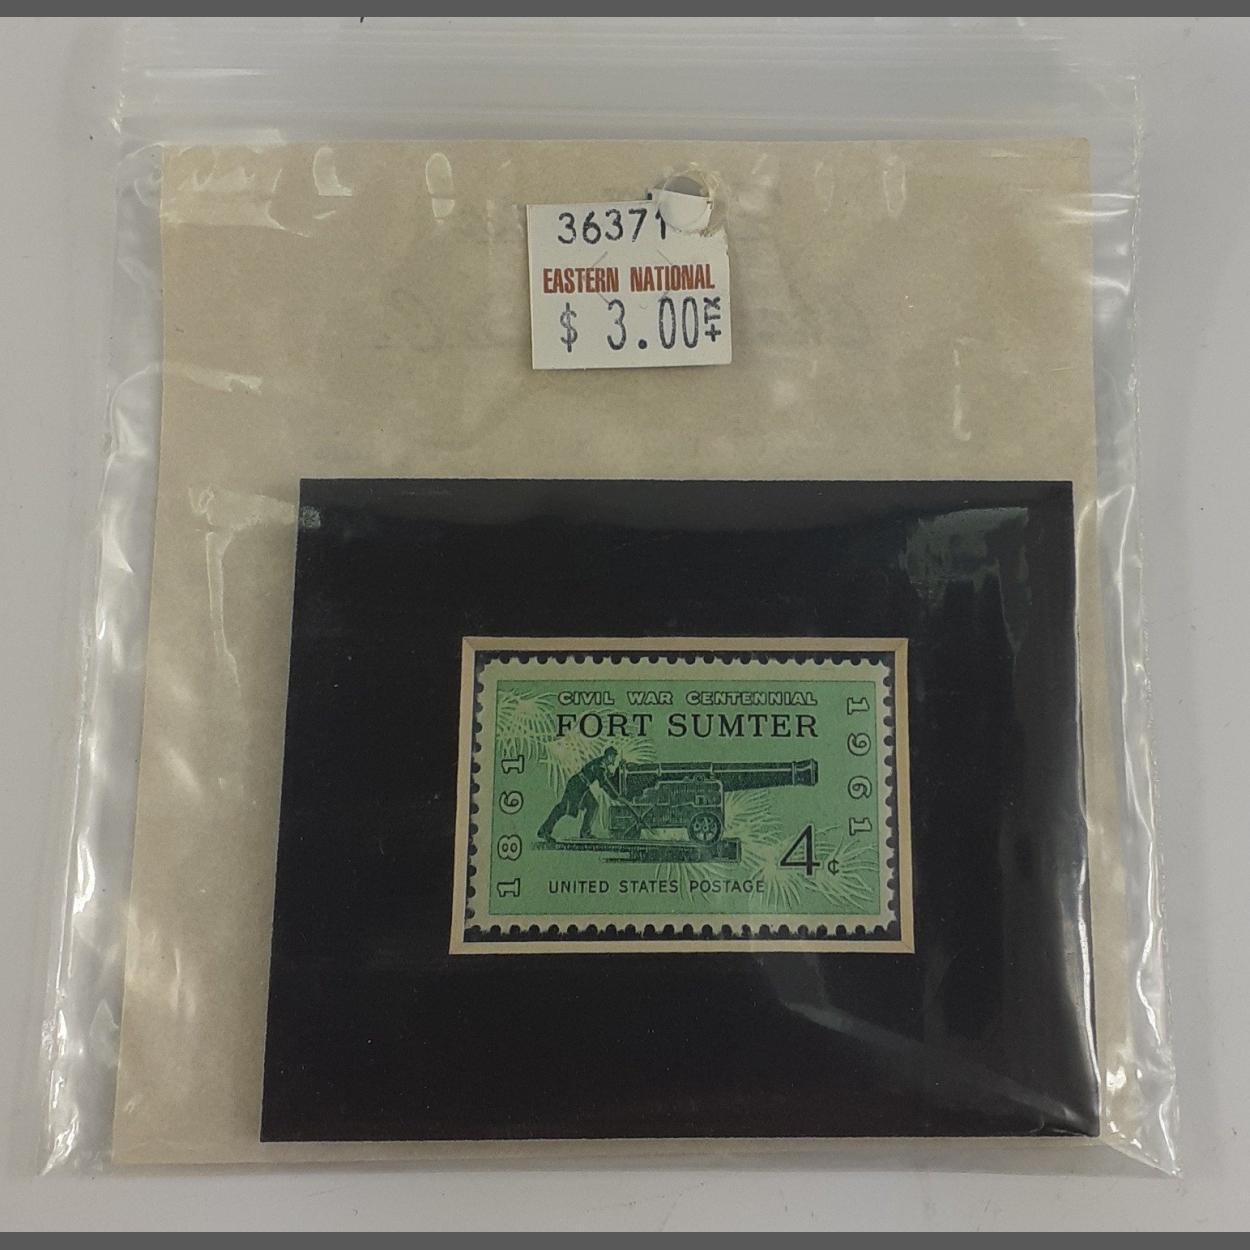 36371
EASTERN NATIONAL
$ 3.00 +TX
CIVIL WAR CENTENNIAL
FORT SUMTER
1861
1961
4¢
UNITED STATES POSTAGE